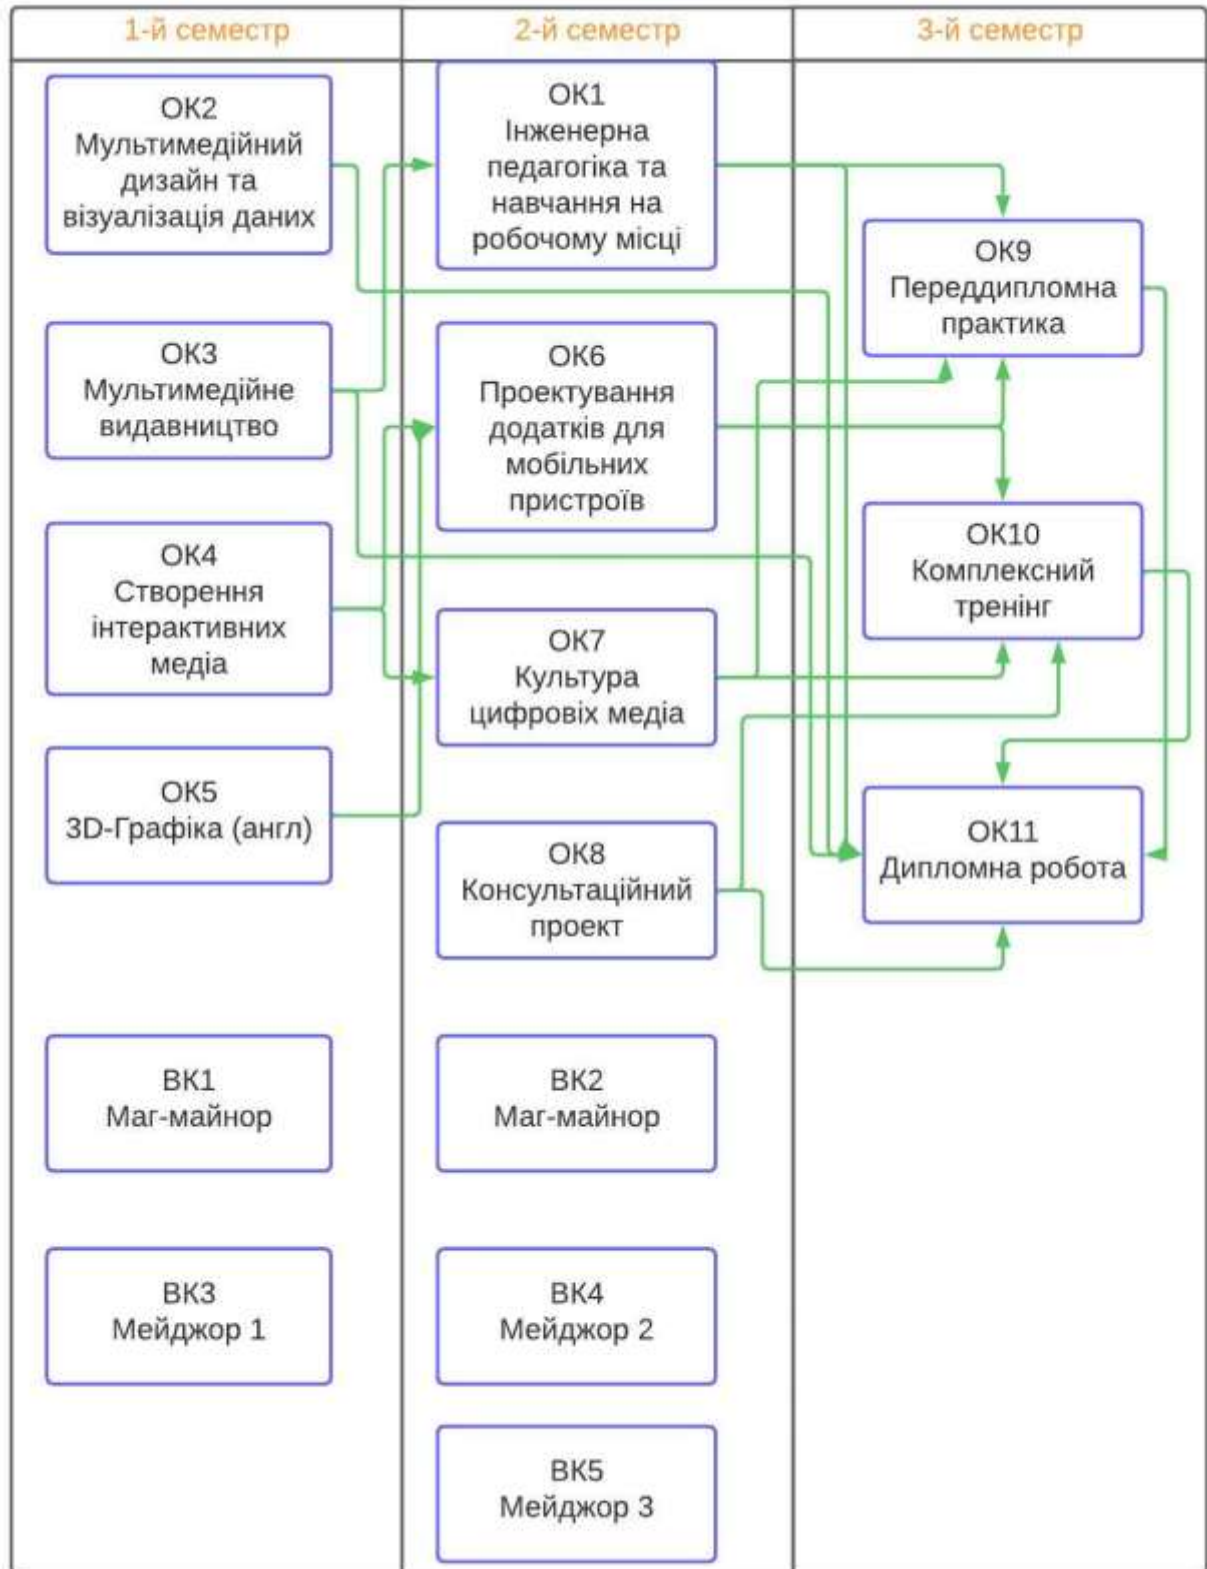 1-й семестр
2-й семестр
3-й семестр
ОК2
Мультимедійний
дизайн та
візуалізація даних
ОК3
Мультимедійне
видавництво
ОК4
Створення
інтерактивних
медіа
ОК5
3D-Графіка (англ)
ВК1
Маг-майнор
ВК3
Мейджор 1
ОК1
Інженерна
педагогіка та
навчання на
робочому місці
ОК6
Проектування
додатків для
мобільних
пристроїв
ОК7
Культура
цифровіх медіа
ОК8
Консультаційний
проект
ВК2
Маг-майнор
ВК4
Мейджор 2
ВК5
Мейджор 3
ОК9
Переддипломна
практика
ОК10
Комплексний
тренінг
ОК11
Дипломна робота